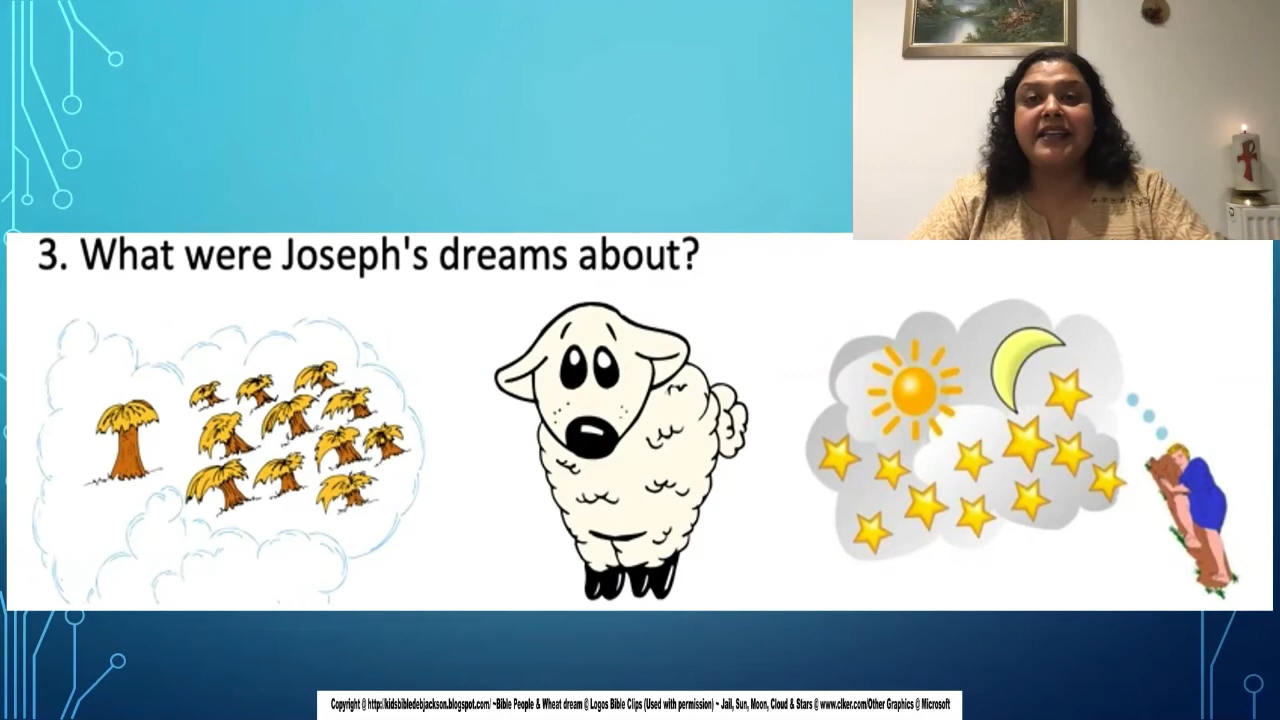 3. What were Joseph's dreams about?
Copyright @ http://kidsbibledebjackson.blogspot.com/ ~Bible People & Wheat dream @ Logos Bible Clips (Used with permission) ~ Jail, Sun, Moon, Cloud & Stars @ www.clker.com/Other Graphics @ Microsoft